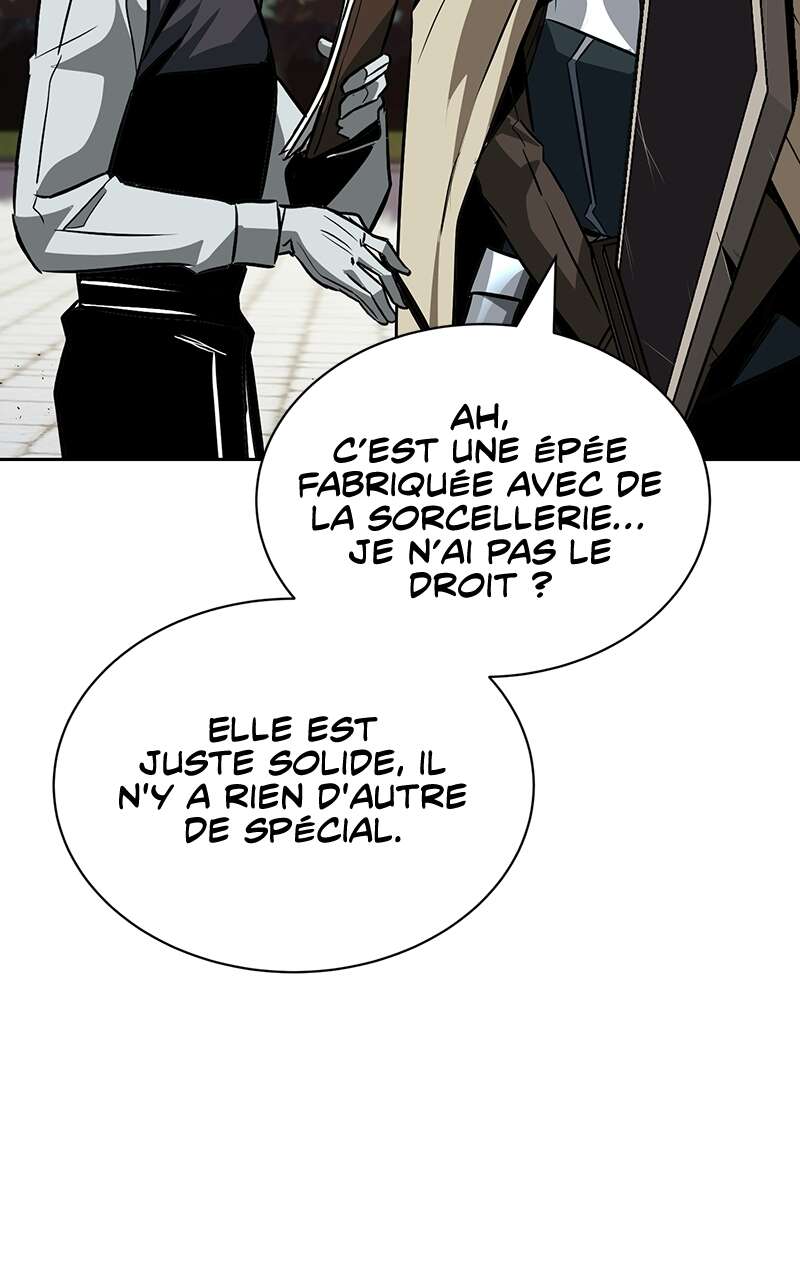 AH,
C'EST UNE ÉPÉE
FABRIQUÉE AVEC DE
LA SORCELLERIE...
JE N'AI PAS LE
DROIT ?
ELLE EST
JUSTE SOLIDE, IL
N'Y A RIEN D'AUTRE
DE SPÉCIAL.